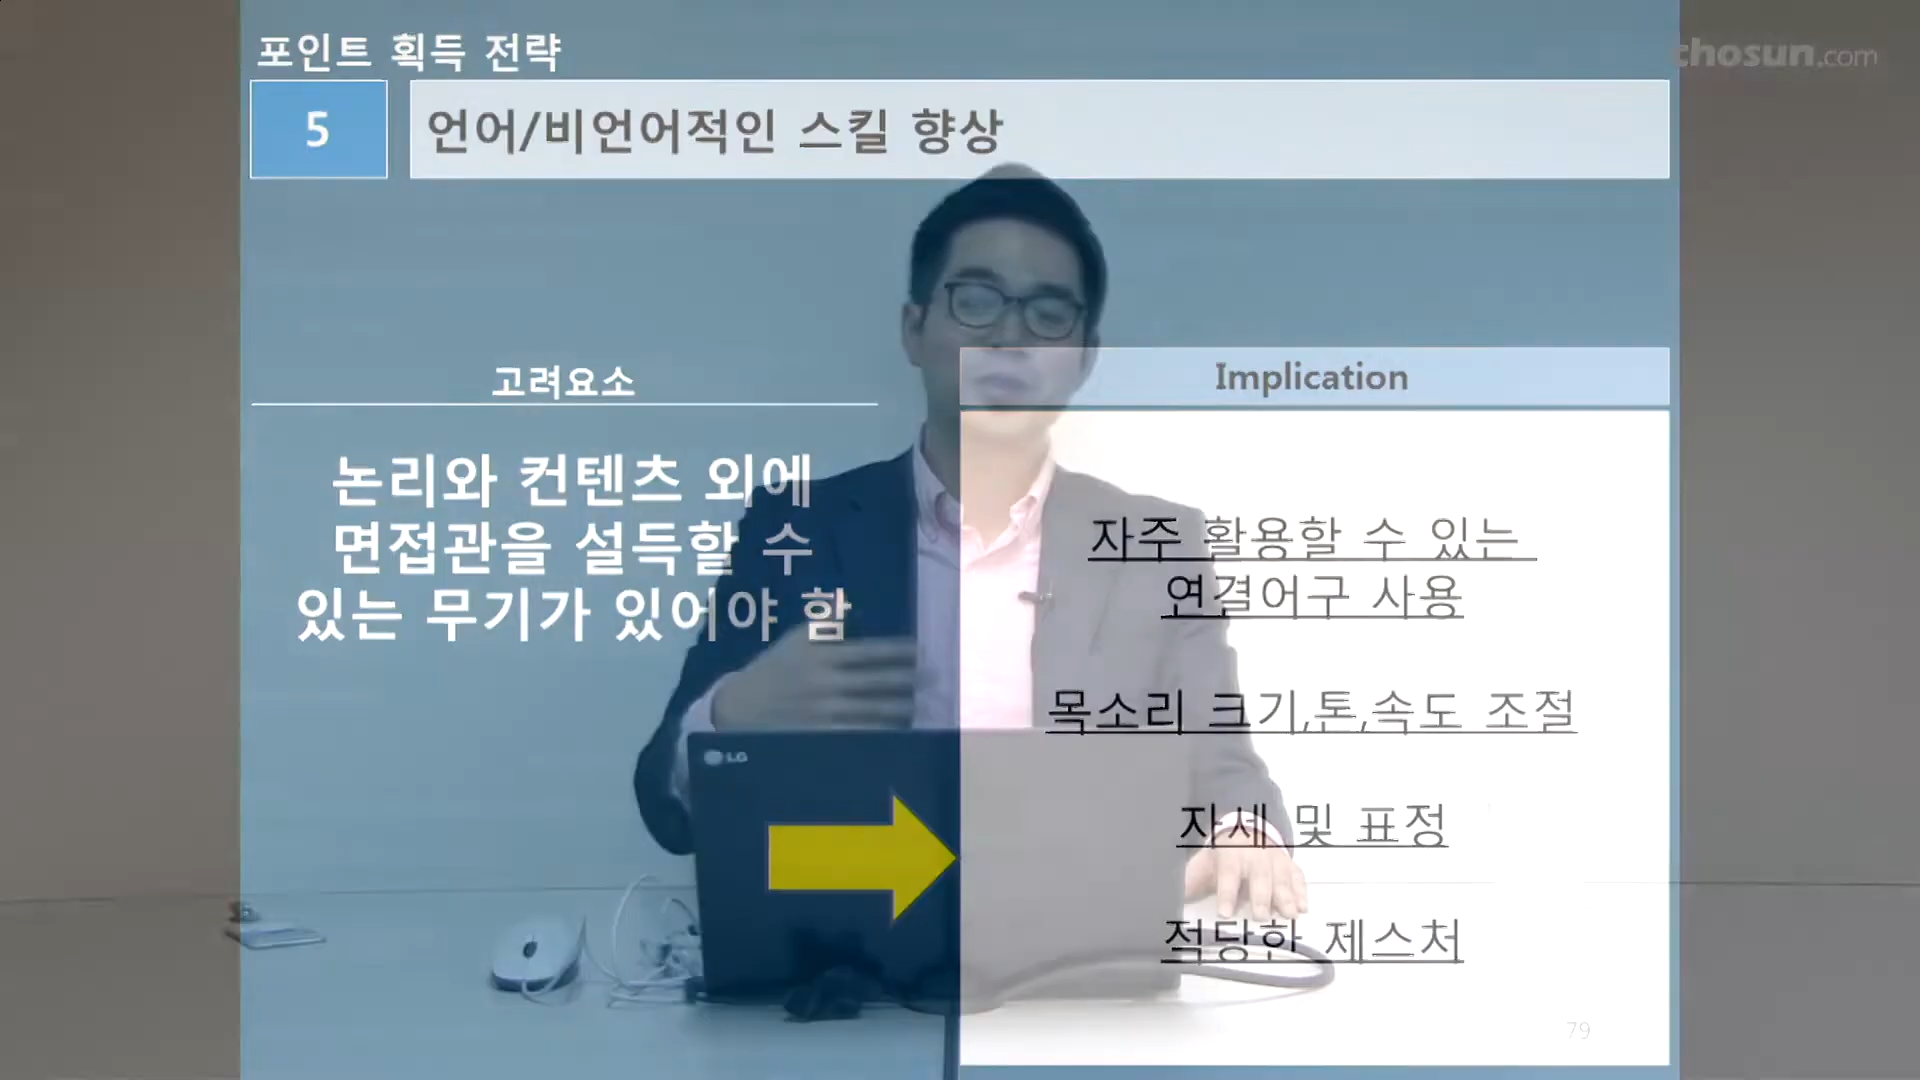 포인트 획득 전략
chosun.com
5
언어/비언어적인 스킬 향상
고려요소
논리와 컨텐츠 외에
면접관을 설득할 수
있는 무기가 있어야 함
Implication
자주 활용할 수 있는
연결어구 사용
목소리 크기,톤,속도 조절
자세 및 표정
적당한 제스처
LG
79